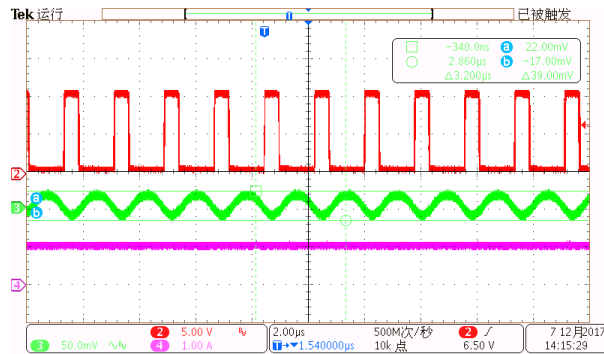 Tek 运行 已被触发
T
T
-340.0ns a 22.00mV
2.860µs b -17.00mV
Δ3.200µs Δ39.00mV
2
a
3
b
4
2 5.00 V 2.00µs 500M次/秒 2 6.50 V 7 12月2017
3 50.0mV 4 1.00 A T→▼1.540000µs 10k 点 14:15:29